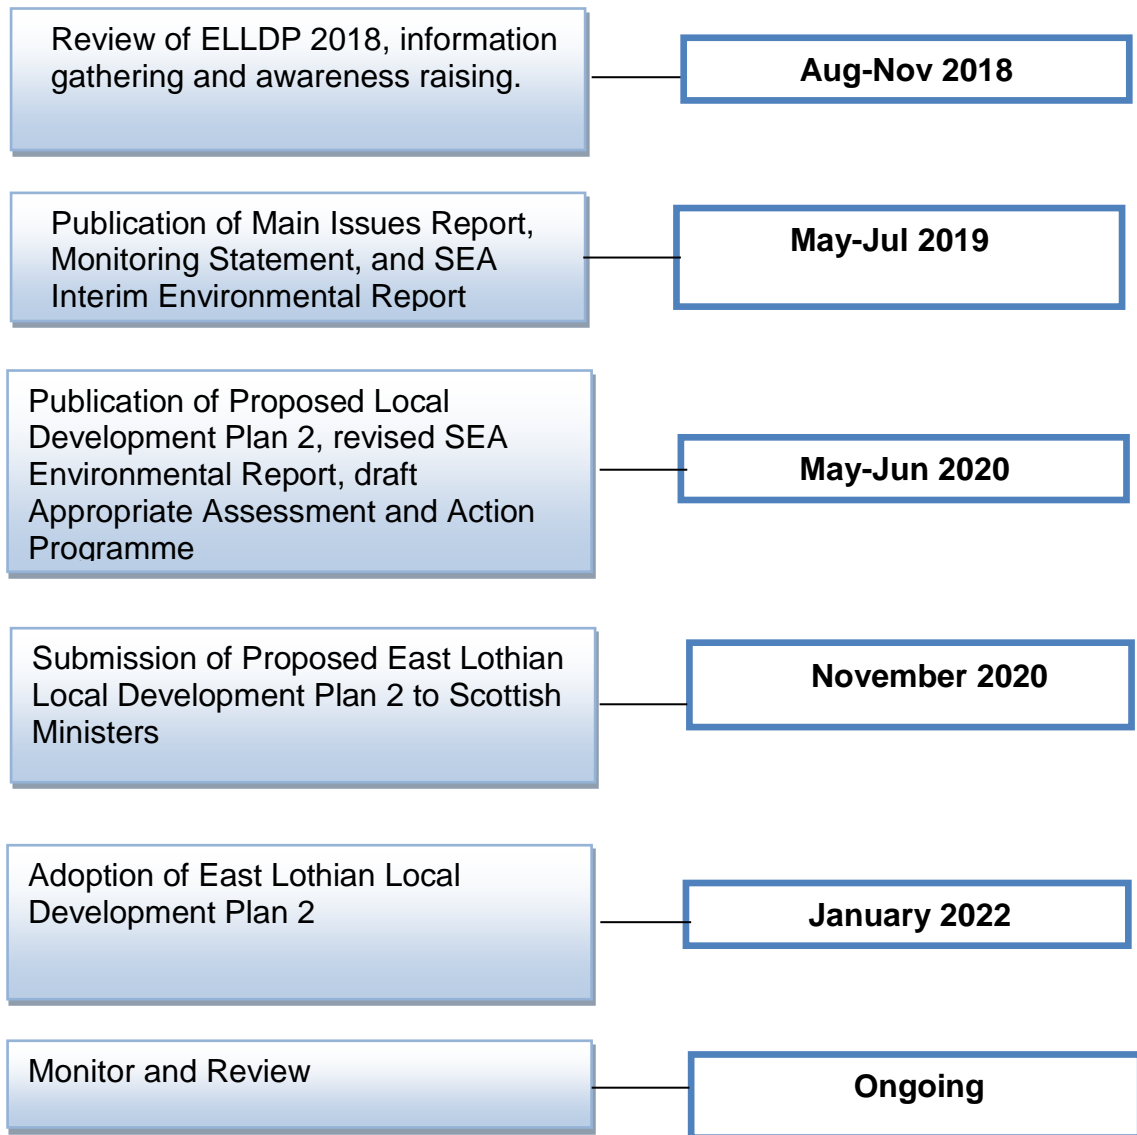 Review of ELLDP 2018, information
gathering and awareness raising.
Aug-Nov 2018
Publication of Main Issues Report,
Monitoring Statement, and SEA
Interim Environmental Report
May-Jul 2019
Publication of Proposed Local
Development Plan 2, revised SEA
Environmental Report, draft
Appropriate Assessment and Action
Programme
May-Jun 2020
Submission of Proposed East Lothian
Local Development Plan 2 to Scottish
Ministers
November 2020
Adoption of East Lothian Local
Development Plan 2
January 2022
Monitor and Review
Ongoing